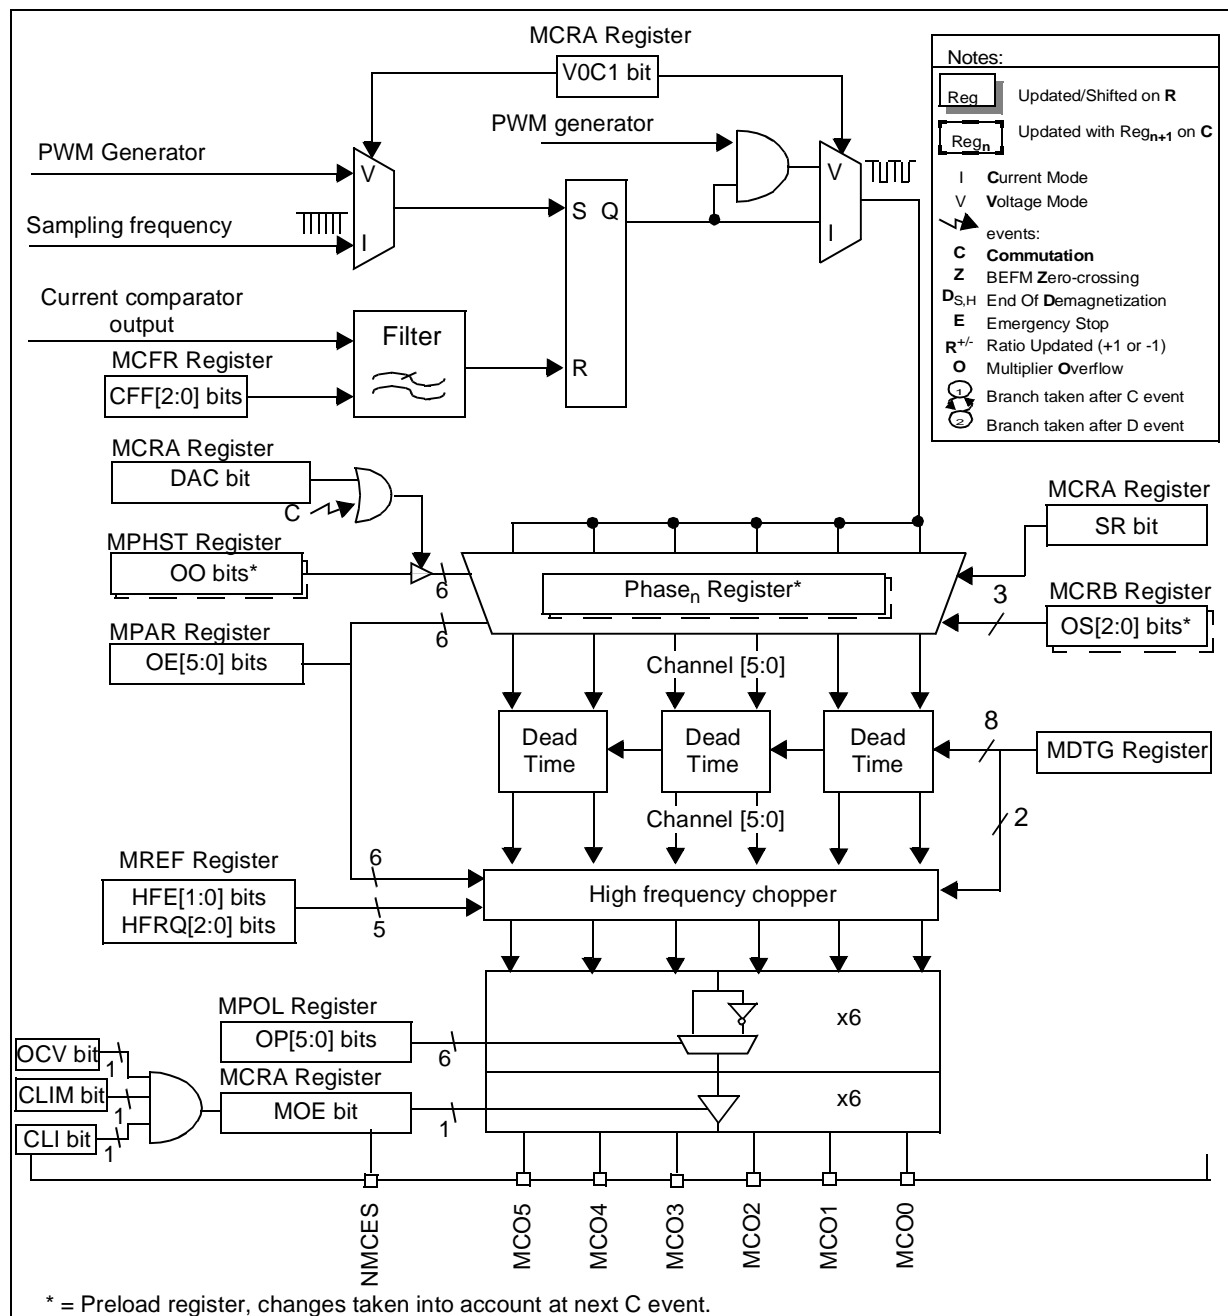 MCRA Register
V0C1 bit
PWM generator
PWM Generator
V
Sampling frequency
I
S Q
R
V
I
Current comparator
output
Filter
MCFR Register
CFF[2:0] bits
Notes:
Reg
Updated/Shifted on R
Regn
Updated with Regn+1 on C
I Current Mode
V Voltage Mode
events:
C Commutation
Z BEFM Zero-crossing
DS,H End Of Demagnetization
E Emergency Stop
R+/- Ratio Updated (+1 or -1)
O Multiplier Overflow
1 Branch taken after C event
2 Branch taken after D event
MCRA Register
DAC bit
C
MPHST Register
OO bits*
6
MPAR Register
OE[5:0] bits
6
Phasen Register*
MCRA Register
SR bit
MCRB Register
3
OS[2:0] bits*
Channel [5:0]
Dead
Time
Dead
Time
Dead
Time
8
MDTG Register
2
Channel [5:0]
MREF Register
HFE[1:0] bits
HFRQ[2:0] bits
6
5
High frequency chopper
MPOL Register
OP[5:0] bits
6
x6
OCV bit
1
CLIM bit
1
CLI bit
1
MCRA Register
MOE bit
1
x6
NMCES
MCO5
MCO4
MCO3
MCO2
MCO1
MCO0
* = Preload register, changes taken into account at next C event.